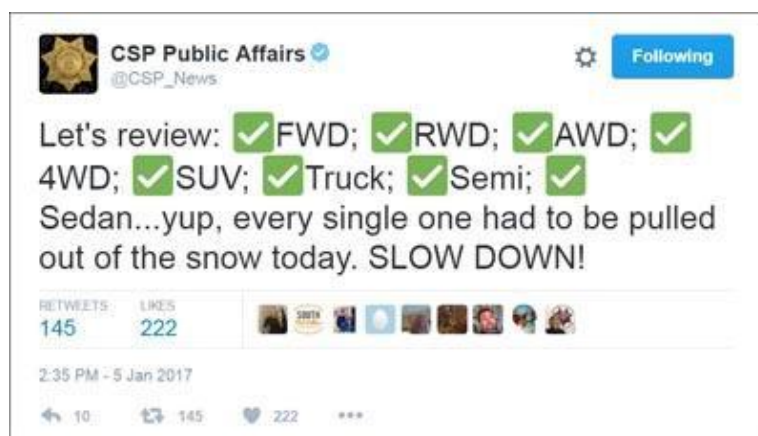 CSP Public Affairs
@CSP_News
Following
Let's review: ✅FWD; ✅RWD; ✅AWD; ✅
4WD; ✅SUV; ✅Truck; ✅Semi; ✅
Sedan...yup, every single one had to be pulled
out of the snow today. SLOW DOWN!
RETWEETS LIKES
145 222
SOUTH
2:35 PM - 5 Jan 2017
10 145 222